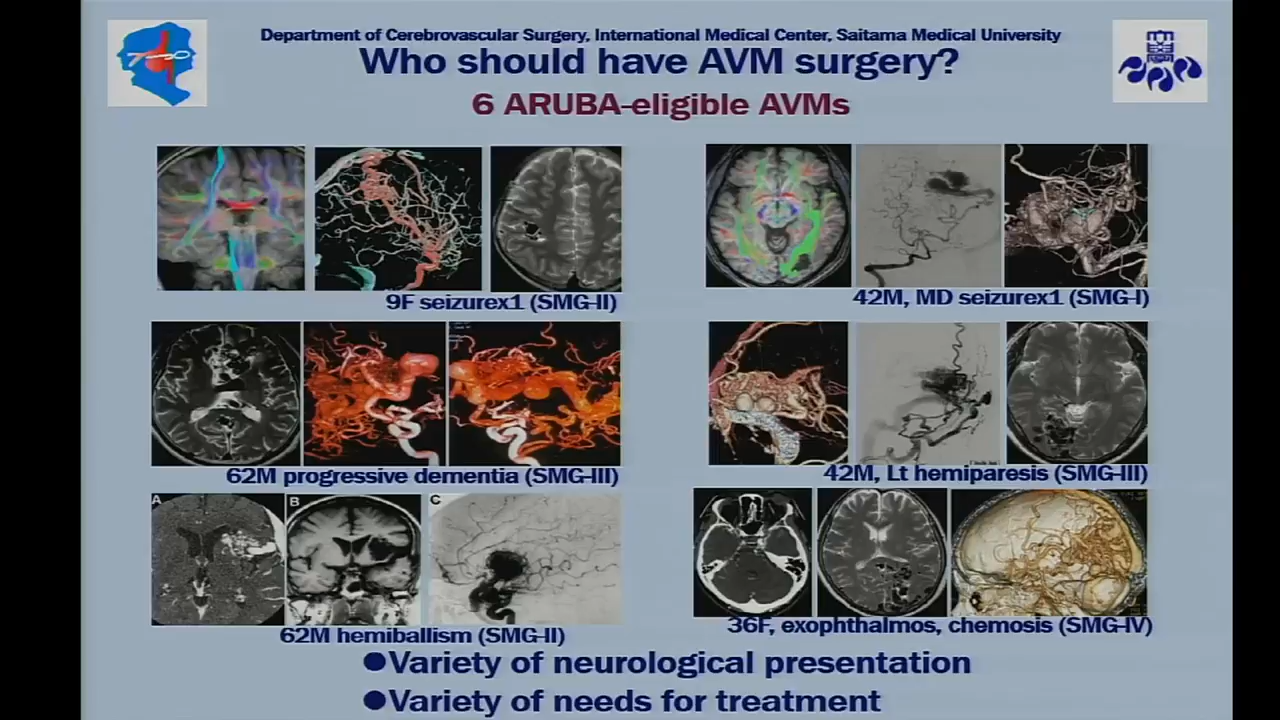 Department of Cerebrovascular Surgery, International Medical Center, Saitama Medical University
Who should have AVM surgery?
6 ARUBA-eligible AVMs
9F seizurex1 (SMG-II)
42M, MD seizurex1 (SMG-I)
62M progressive dementia (SMG-III)
42M, Lt hemiparesis (SMG-III)
A
B
C
62M hemiballism (SMG-II)
36F, exophthalmos, chemosis (SMG-IV)
●Variety of neurological presentation
●Variety of needs for treatment